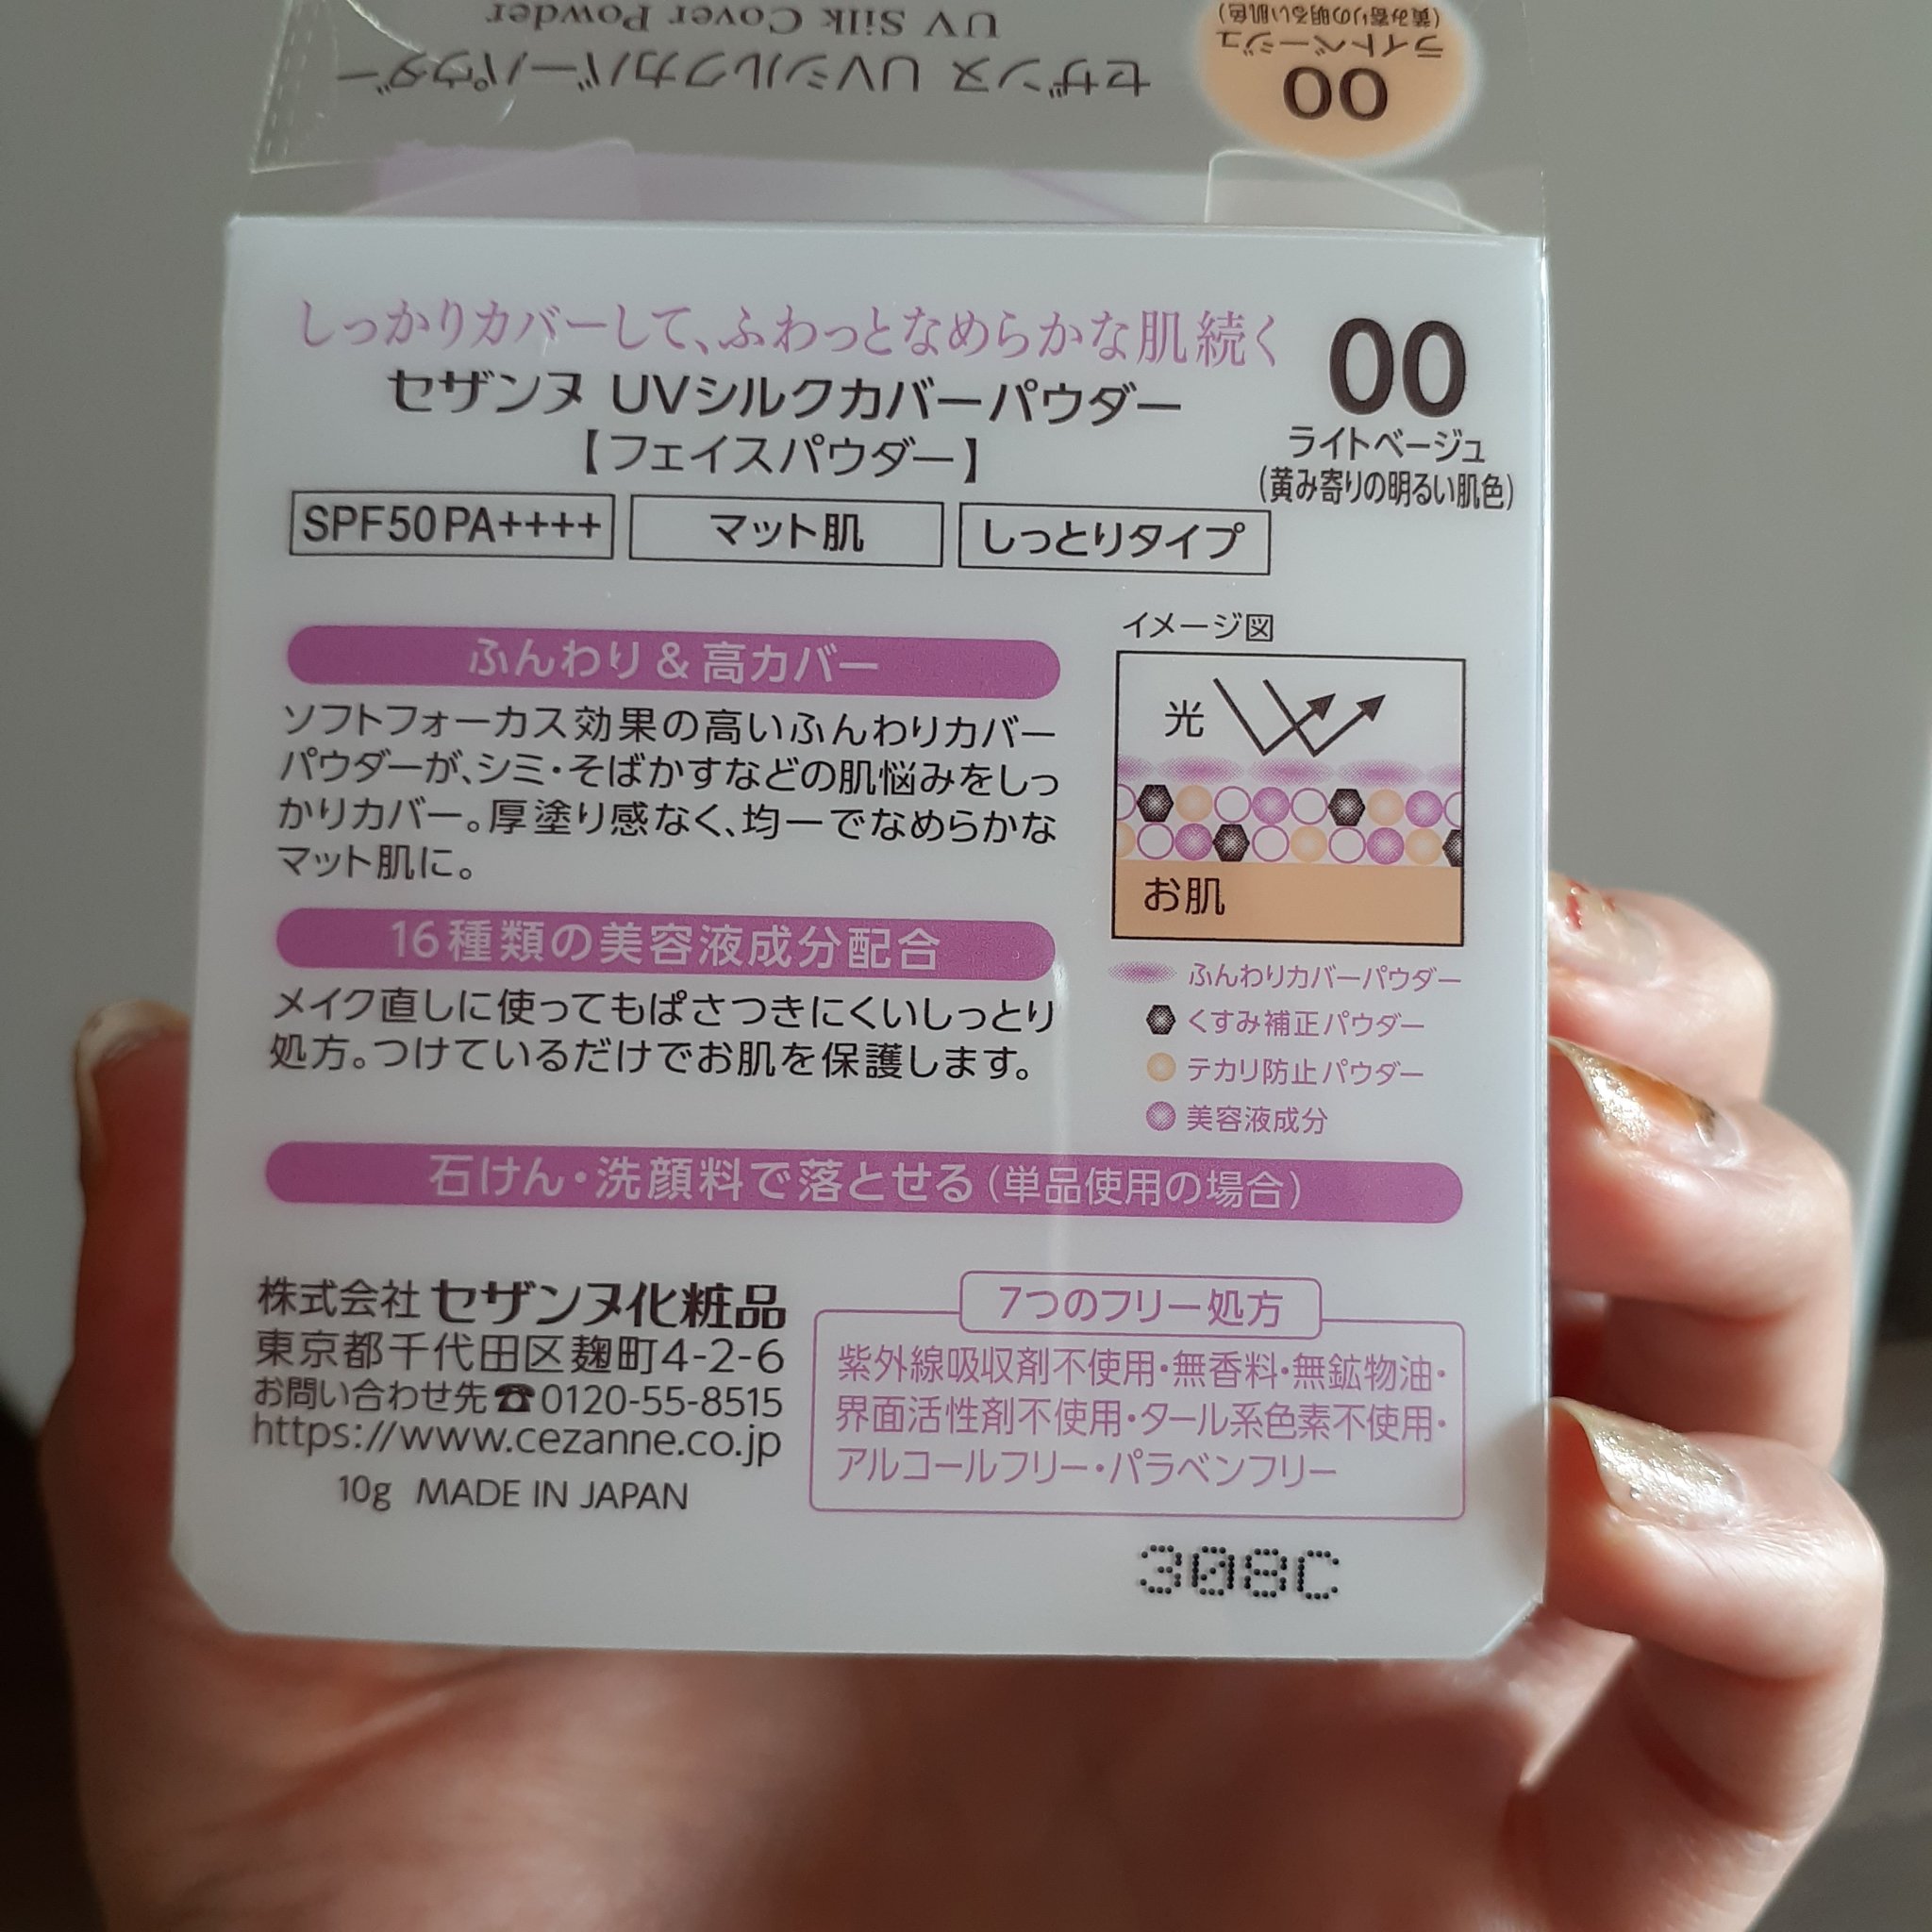 UV Silk Cover Powder
セザンヌ UVシルクカバーパウダー
00
ライトベージュ
(黄み寄りの明るい肌色)
しっかりカバーして、ふわっとなめらかな肌続く
セザンヌ UVシルクカバーパウダー
【フェイスパウダー】
00
ライトベージュ
(黄み寄りの明るい肌色)
SPF50 PA++++
マット肌
しっとりタイプ
ふんわり&高カバー
ソフトフォーカス効果の高いふんわりカバー
パウダーが、シミ・そばかすなどの肌悩みをしっ
かりカバー。厚塗り感なく、均一でなめらかな
マット肌に。
イメージ図
光
お肌
ふんわりカバーパウダー
くすみ補正パウダー
テカリ防止パウダー
美容液成分
16種類の美容液成分配合
メイク直しに使ってもぱさつきにくいしっとり
処方。つけているだけでお肌を保護します。
石けん・洗顔料で落とせる(単品使用の場合)
株式会社 セザンヌ化粧品
東京都千代田区麹町4-2-6
お問い合わせ先☎0120-55-8515
https://www.cezanne.co.jp
10g MADE IN JAPAN
7つのフリー処方
紫外線吸収剤不使用・無香料・無鉱物油・
界面活性剤不使用・タール系色素不使用・
アルコールフリー・パラベンフリー
308C